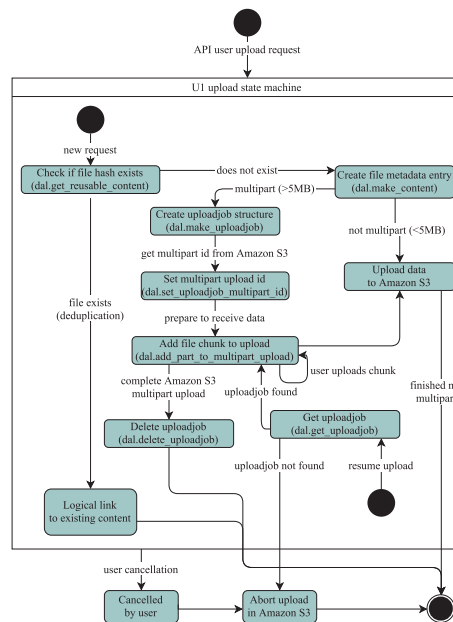 API user upload request
U1 upload state machine
new request
Check if file hash exists
(dal.get_reusable_content)
does not exist
Create file metadata entry
(dal.make_content)
multipart (>5MB)
Create uploadjob structure
(dal.make_uploadjob)
not multipart (<5MB)
get multipart id from Amazon S3
Upload data
to Amazon S3
Set multipart upload id
(dal.set_uploadjob_multipart_id)
file exists
(deduplication)
prepare to receive data
Add file chunk to upload
(dal.add_part_to_multipart_upload)
user uploads chunk
complete Amazon S3
multipart upload
uploadjob found
finished n
multipar
Delete uploadjob
(dal.delete_uploadjob)
Get uploadjob
(dal.get_uploadjob)
uploadjob not found
resume upload
Logical link
to existing content
user cancellation
Cancelled
by user
Abort upload
in Amazon S3